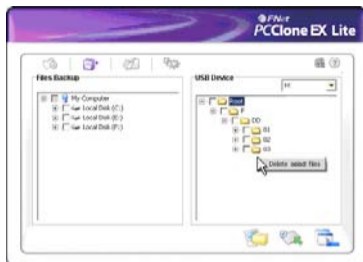 FNet
PCClone EX Lite
Files Backup
USB Device
H:
My Computer
Local Disk (C:)
Local Disk (E:)
Local Disk (F:)
Root
F
DD
01
02
03
Delete select files